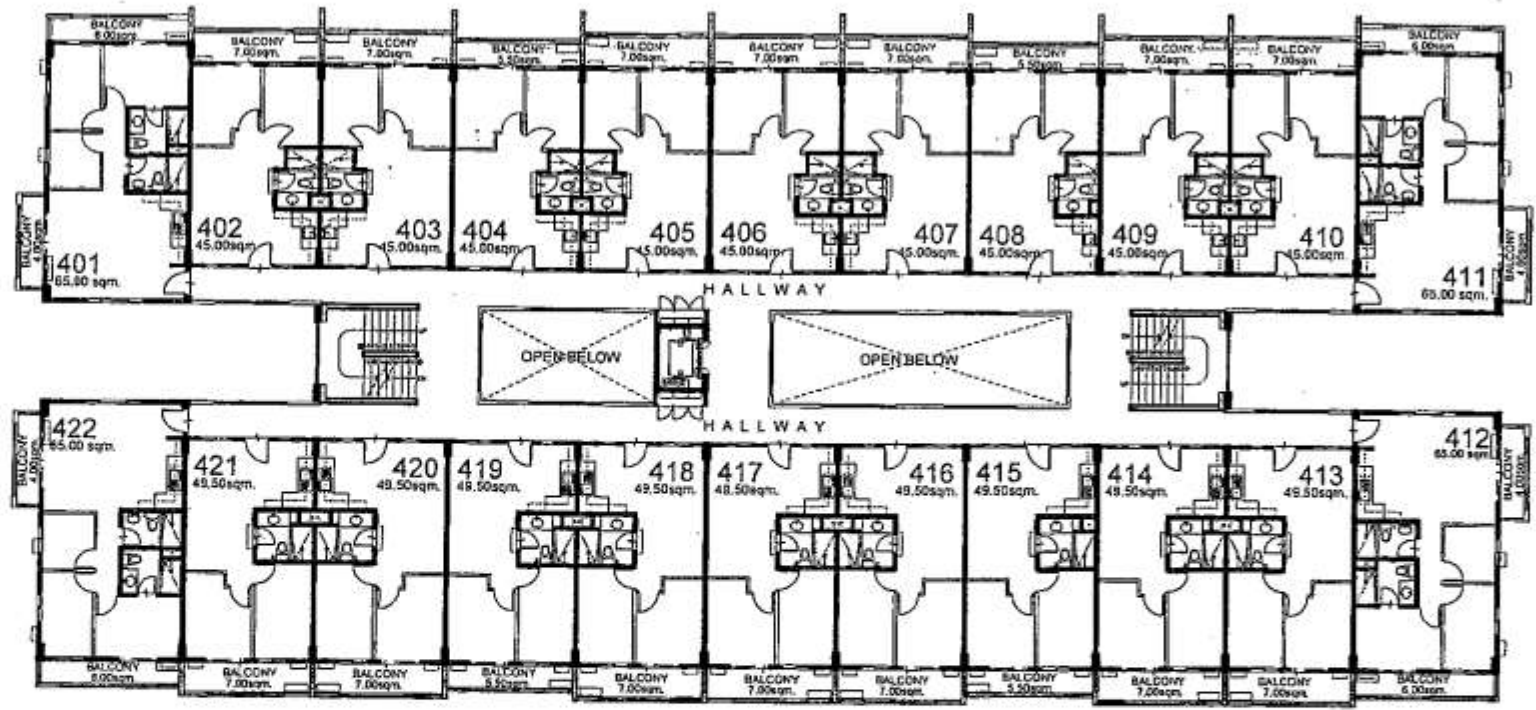 BALCONY
6.00sqm.
BALCONY
7.00sqm.
BALCONY
7.00sqm.
BALCONY
5.50sqm.
BALCONY
7.00sqm.
BALCONY
7.00sqm.
BALCONY
7.00sqm.
BALCONY
5.50sqm.
BALCONY
7.00sqm.
BALCONY
7.00sqm.
BALCONY
6.00sqm.
BALCONY
4.00sqm.
401
65.00 sqm.
402
45.00sqm.
403
45.00sqm.
404
45.00sqm.
405
45.00sqm.
406
45.00sqm.
407
45.00sqm.
408
45.00sqm.
409
45.00sqm.
410
45.00sqm.
411
65.00 sqm.
BALCONY
4.00sqm.
HALLWAY
OPEN BELOW
OPEN BELOW
HALLWAY
BALCONY
4.00sqm.
422
65.00 sqm.
421
49.50sqm.
420
49.50sqm.
419
49.50sqm.
418
49.50sqm.
417
49.50sqm.
416
49.50sqm.
415
49.50sqm.
414
49.50sqm.
413
49.50sqm.
412
65.00 sqm.
BALCONY
4.00sqm.
BALCONY
6.00sqm.
BALCONY
7.00sqm.
BALCONY
7.00sqm.
BALCONY
5.50sqm.
BALCONY
7.00sqm.
BALCONY
7.00sqm.
BALCONY
7.00sqm.
BALCONY
5.50sqm.
BALCONY
7.00sqm.
BALCONY
7.00sqm.
BALCONY
6.00sqm.